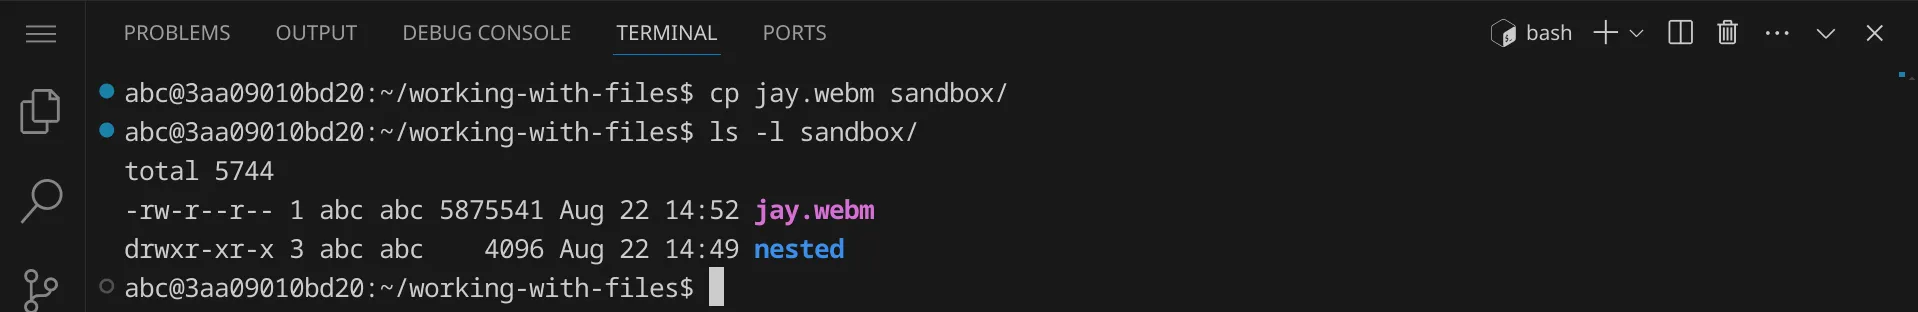 PROBLEMS OUTPUT DEBUG CONSOLE TERMINAL PORTS bash
abc@3aa09010bd20:~/working-with-files$ cp jay.webm sandbox/
abc@3aa09010bd20:~/working-with-files$ ls -l sandbox/
total 5744
-rw-r--r-- 1 abc abc 5875541 Aug 22 14:52 jay.webm
drwxr-xr-x 3 abc abc    4096 Aug 22 14:49 nested
abc@3aa09010bd20:~/working-with-files$